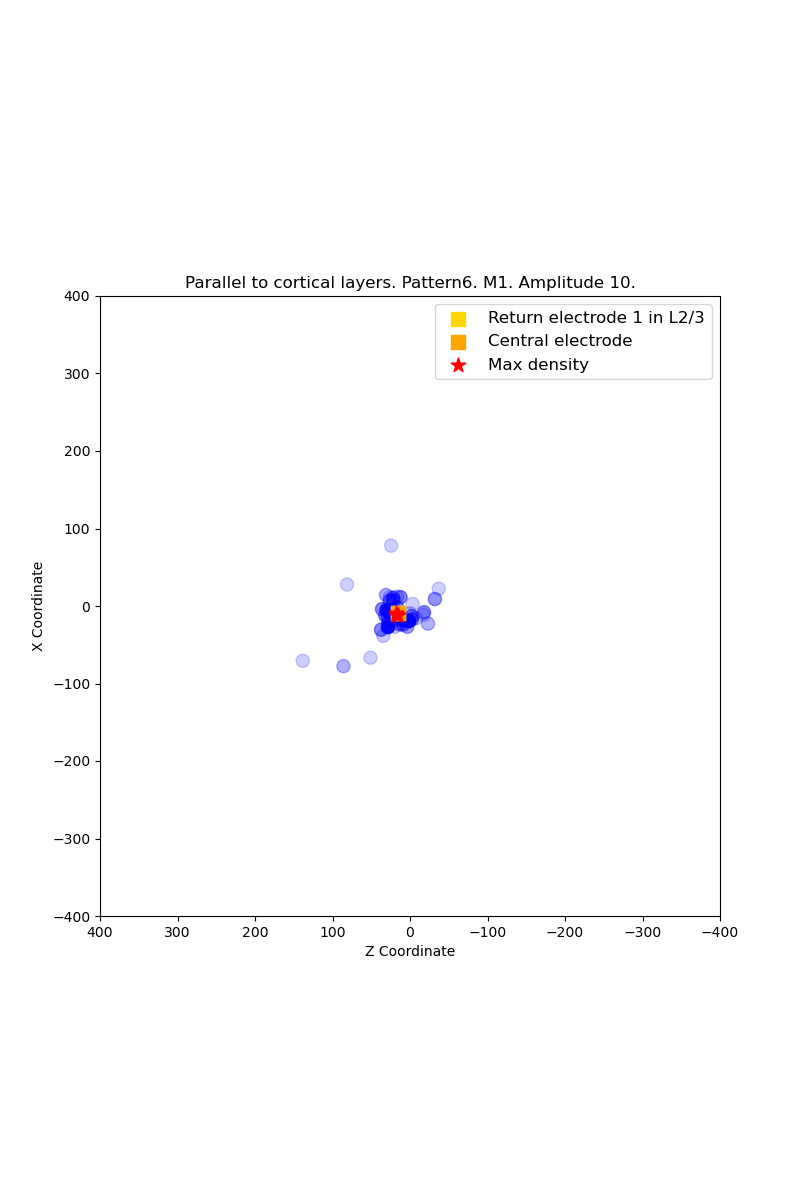 Parallel to cortical layers. Pattern6. M1. Amplitude 10.
400
300
200
100
0
−100
−200
−300
−400
X Coordinate
Return electrode 1 in L2/3
Central electrode
Max density
400 300 200 100 0 −100 −200 −300 −400
Z Coordinate